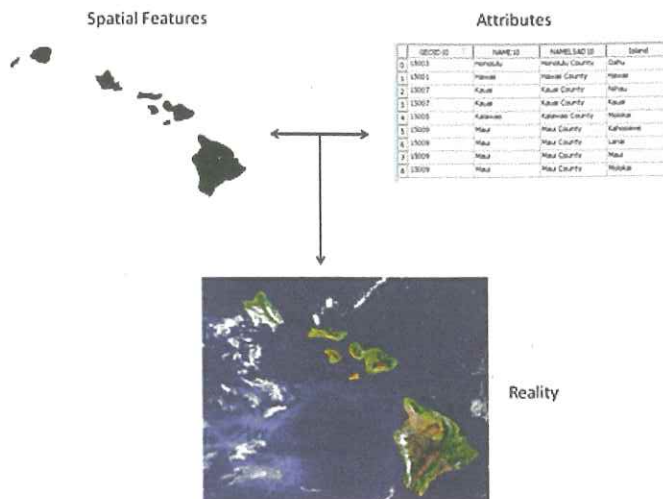 Spatial Features
Attributes
GEOID10 NAME10 NAMELSAD10 Island
0 15003 Honolulu Honolulu County Oahu
1 15001 Hawaii Hawaii County Hawaii
2 15007 Kauai Kauai County Niihau
3 15007 Kauai Kauai County Kauai
4 15005 Kalawao Kalawao County Molokai
5 15009 Maui Maui County Kahoolawe
6 15009 Maui Maui County Lanai
7 15009 Maui Maui County Maui
8 15009 Maui Maui County Molokai
Reality